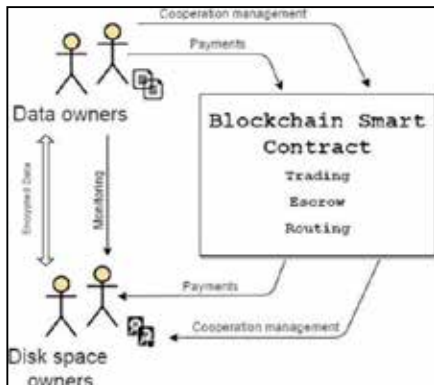 Cooperation management
Payments
Data owners
Blockchain Smart
Contract
Trading
Escrow
Routing
Encrypted Data
Monitoring
Payments
Cooperation management
Disk space
owners